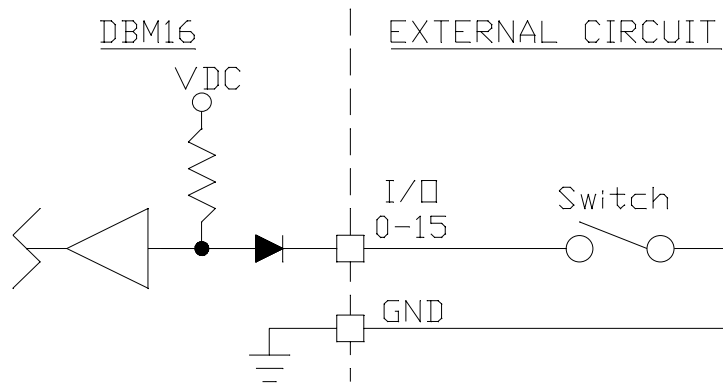 DBM16
EXTERNAL CIRCUIT
VDC
I/O
0-15
Switch
GND